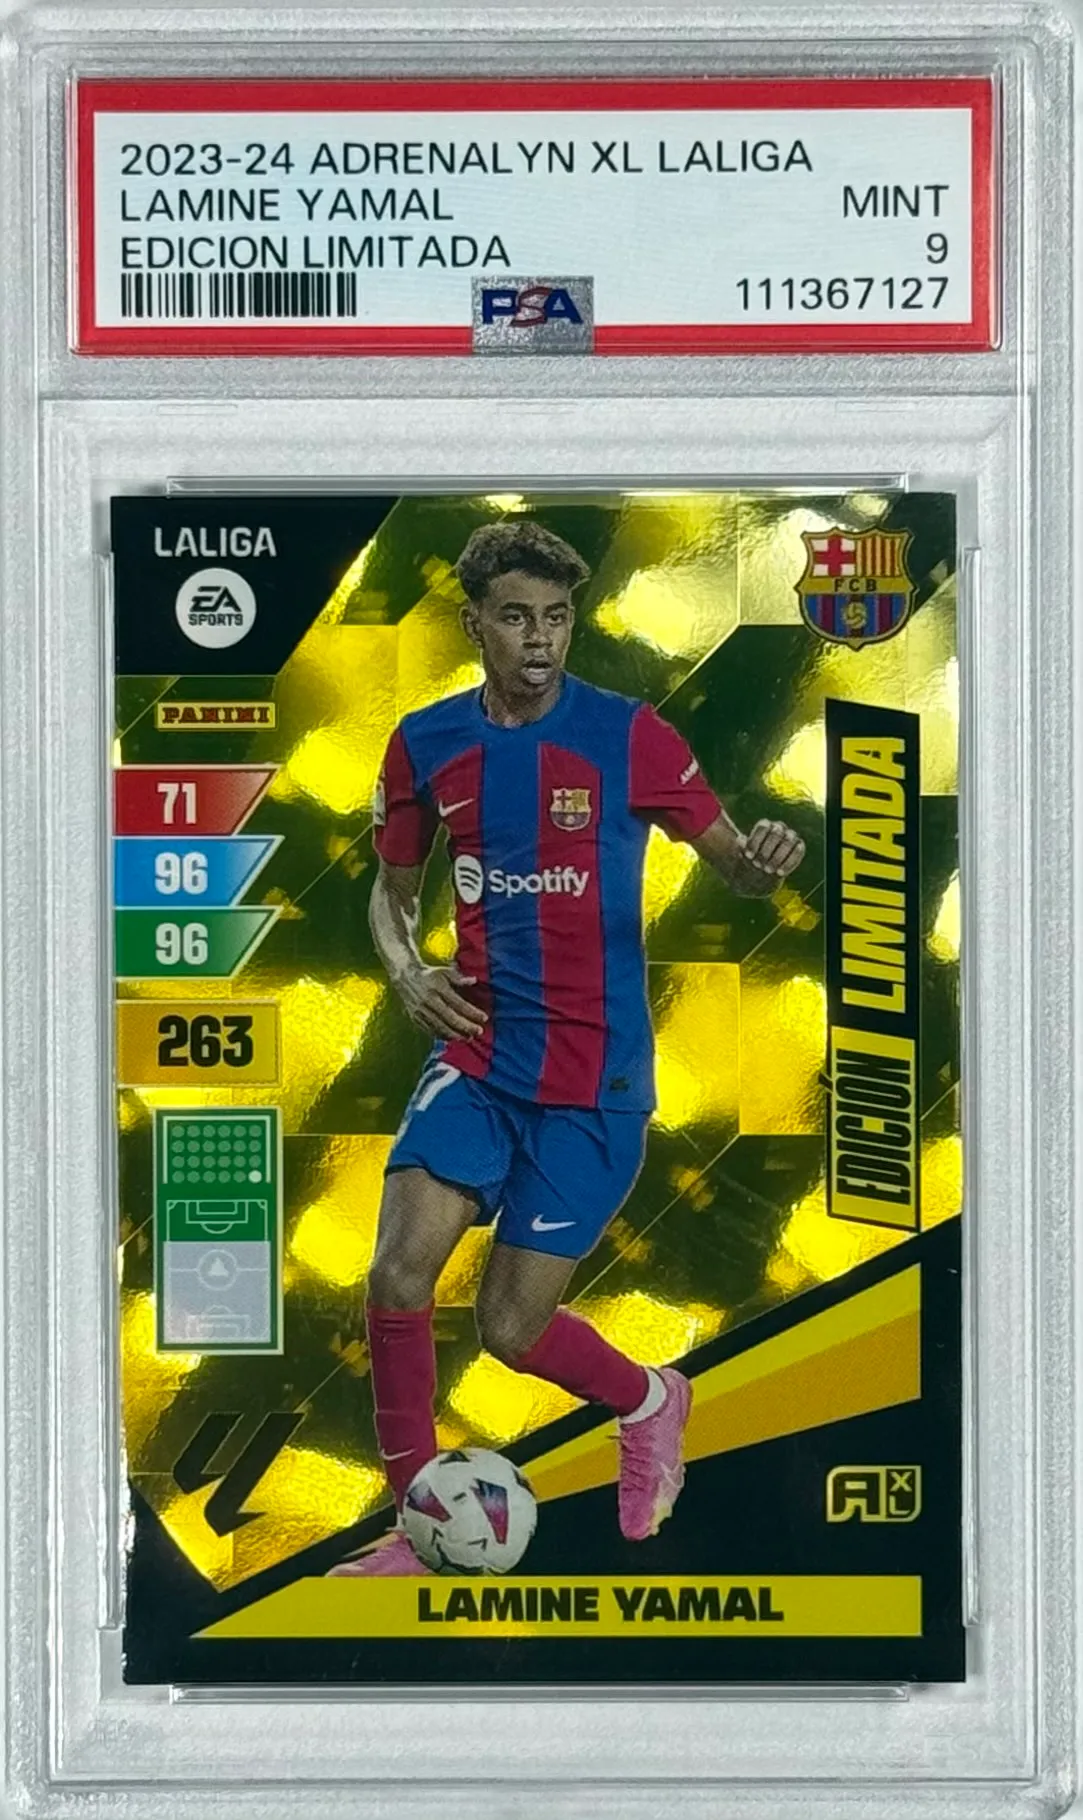 2023-24 ADRENALYN XL LALIGA
LAMINE YAMAL
MINT
EDICION LIMITADA
9
PSA
111367127
LALIGA
EA
SPORTS
FCB
PANINI
71
96
96
263
Spotify
EDICIÓN LIMITADA
XL
LAMINE YAMAL